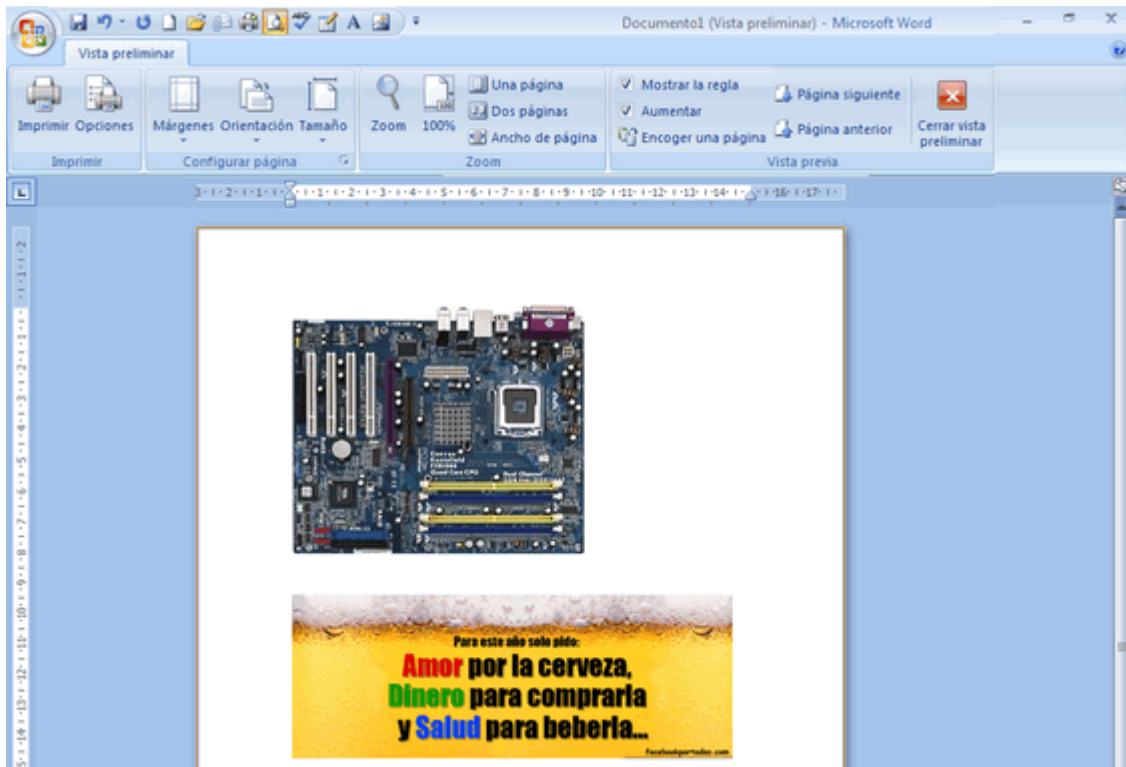 Documento1 (Vista preliminar) - Microsoft Word
Vista preliminar
Imprimir
Opciones
Márgenes
Orientación
Tamaño
Zoom
100%
Una página
Dos páginas
Ancho de página
Mostrar la regla
Aumentar
Encoger una página
Página siguiente
Página anterior
Cerrar vista
preliminar
Imprimir
Configurar página
Zoom
Vista previa
Para este año solo pido:
Amor por la cerveza,
Dinero para comprarla
y Salud para beberla...
facebookportadas.com